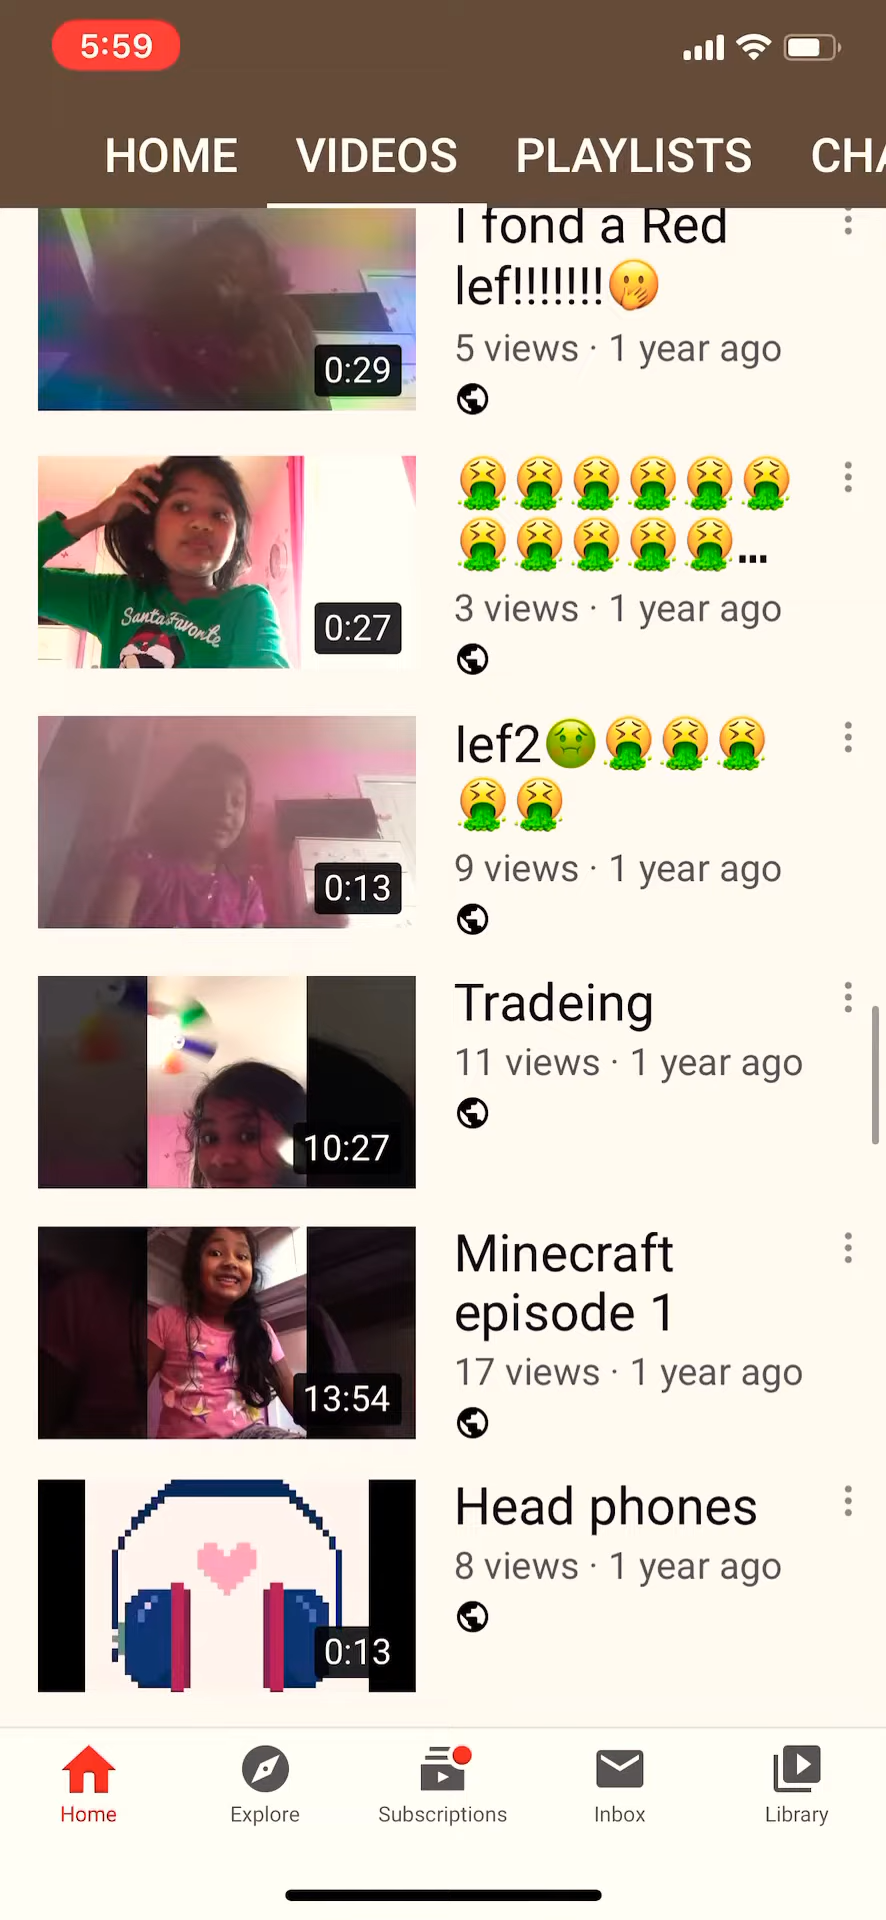 5:59
HOME VIDEOS PLAYLISTS CHA
I fond a Red
lef!!!!!!!🤭
5 views · 1 year ago
0:29
🤮🤮🤮🤮🤮🤮
🤮🤮🤮🤮🤮...
3 views · 1 year ago
Santa's Favorite
0:27
lef2🤢🤮🤮🤮
🤮🤮
9 views · 1 year ago
0:13
Tradeing
11 views · 1 year ago
10:27
Minecraft
episode 1
17 views · 1 year ago
13:54
Head phones
8 views · 1 year ago
0:13
Home Explore Subscriptions Inbox Library